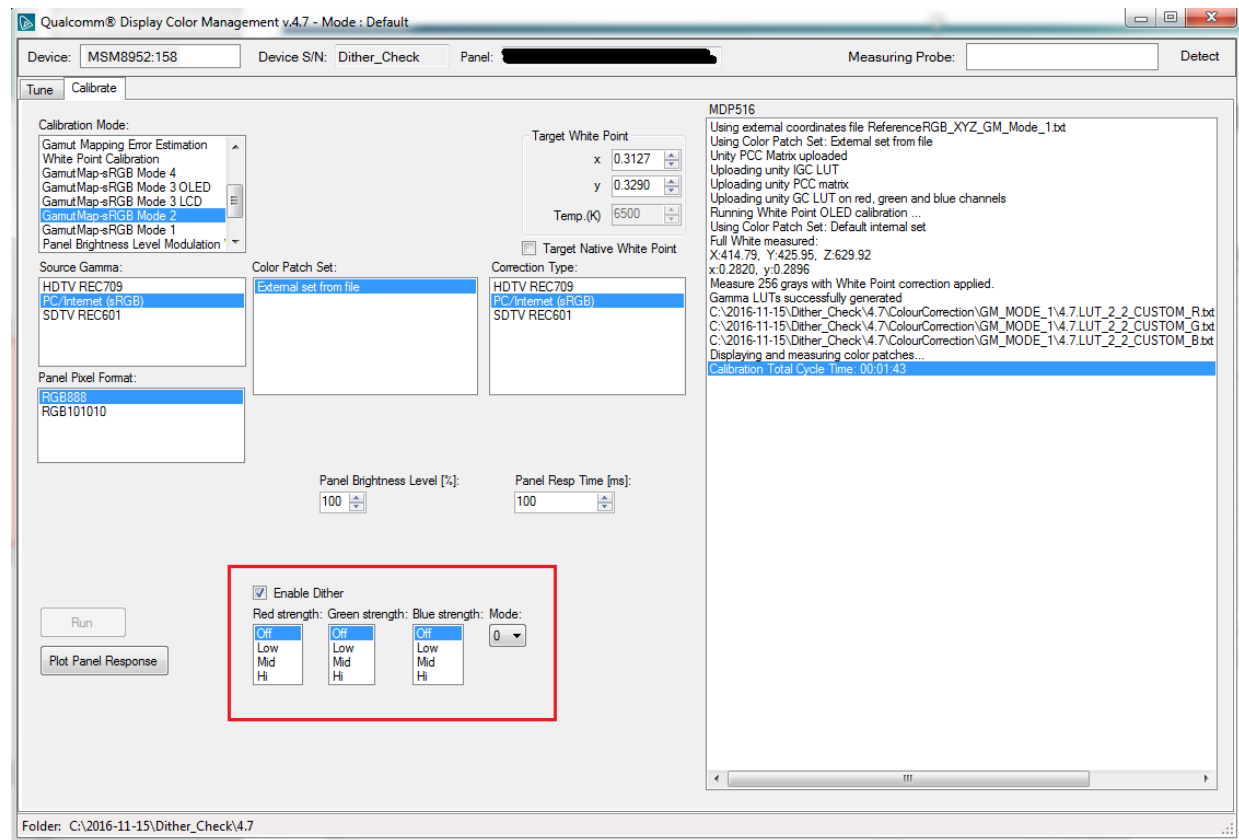 Qualcomm® Display Color Management v.4.7 - Mode : Default
Device: MSM8952:158 Device S/N: Dither_Check Panel: Measuring Probe: Detect
Tune Calibrate
Calibration Mode:
Gamut Mapping Error Estimation
White Point Calibration
GamutMap-sRGB Mode 4
GamutMap-sRGB Mode 3 OLED
GamutMap-sRGB Mode 3 LCD
GamutMap-sRGB Mode 2
GamutMap-sRGB Mode 1
Panel Brightness Level Modulation
Target White Point
x 0.3127
y 0.3290
Temp.(K) 6500
Target Native White Point
Source Gamma:
HDTV REC709
PC/Internet (sRGB)
SDTV REC601
Color Patch Set:
External set from file
Correction Type:
HDTV REC709
PC/Internet (sRGB)
SDTV REC601
Panel Pixel Format:
RGB888
RGB101010
Panel Brightness Level [%]:
100
Panel Resp Time [ms]:
100
Enable Dither
Red strength: Green strength: Blue strength: Mode:
Off Off Off 0
Low Low Low
Mid Mid Mid
Hi Hi Hi
Run
Plot Panel Response
MDP516
Using external coordinates file ReferenceRGB_XYZ_GM_Mode_1.txt
Using Color Patch Set: External set from file
Unity PCC Matrix uploaded
Uploading unity IGC LUT
Uploading unity PCC matrix
Uploading unity GC LUT on red, green and blue channels
Running White Point OLED calibration ...
Using Color Patch Set: Default internal set
Full White measured:
X:414.79, Y:425.95, Z:629.92
x:0.2820, y:0.2896
Measure 256 grays with White Point correction applied.
Gamma LUTs successfully generated
C:\2016-11-15\Dither_Check\4.7\ColourCorrection\GM_MODE_1\4.7.LUT_2_2_CUSTOM_R.txt
C:\2016-11-15\Dither_Check\4.7\ColourCorrection\GM_MODE_1\4.7.LUT_2_2_CUSTOM_G.txt
C:\2016-11-15\Dither_Check\4.7\ColourCorrection\GM_MODE_1\4.7.LUT_2_2_CUSTOM_B.txt
Displaying and measuring color patches...
Calibration Total Cycle Time: 00:01:43
Folder: C:\2016-11-15\Dither_Check\4.7